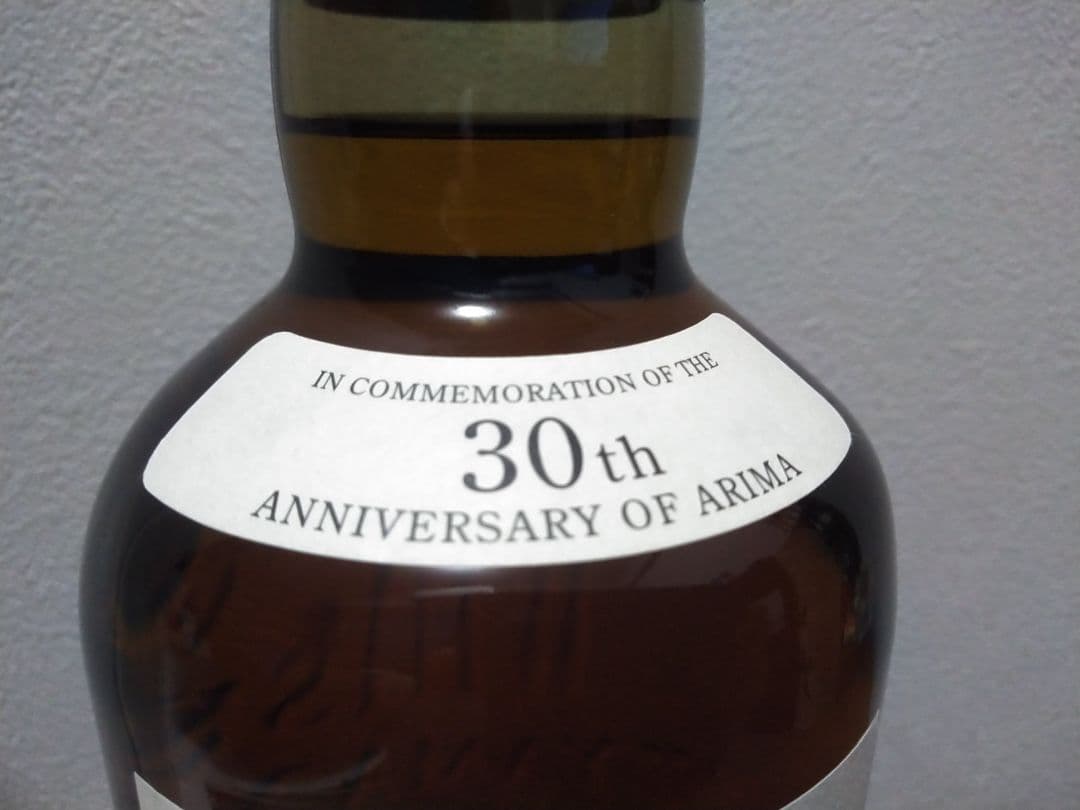 IN COMMEMORATION OF THE
30th
ANNIVERSARY OF ARIMA